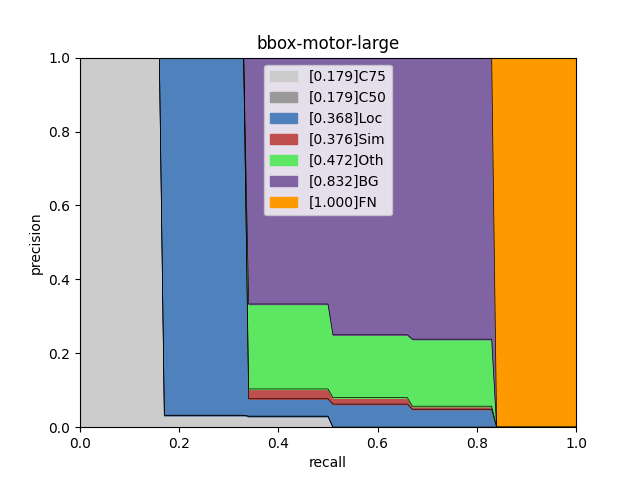 bbox-motor-large
1.0
0.8
0.6
0.4
0.2
0.0
precision
[0.179]C75
[0.179]C50
[0.368]Loc
[0.376]Sim
[0.472]Oth
[0.832]BG
[1.000]FN
0.0 0.2 0.4 0.6 0.8 1.0
recall